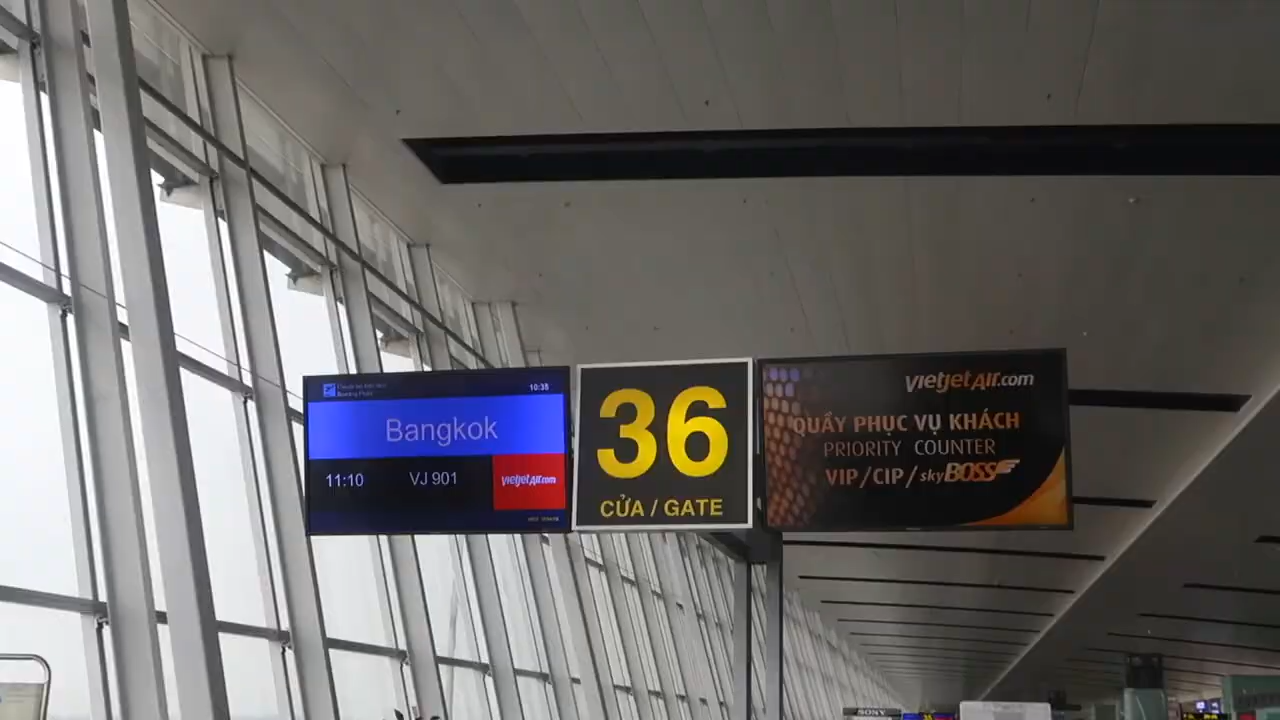 10:38
Bangkok
11:10 VJ 901 vietjetAir.com
36
CỬA / GATE
vietjetAir.com
QUẦY PHỤC VỤ KHÁCH
PRIORITY COUNTER
VIP/CIP/skyBOSS
SONY